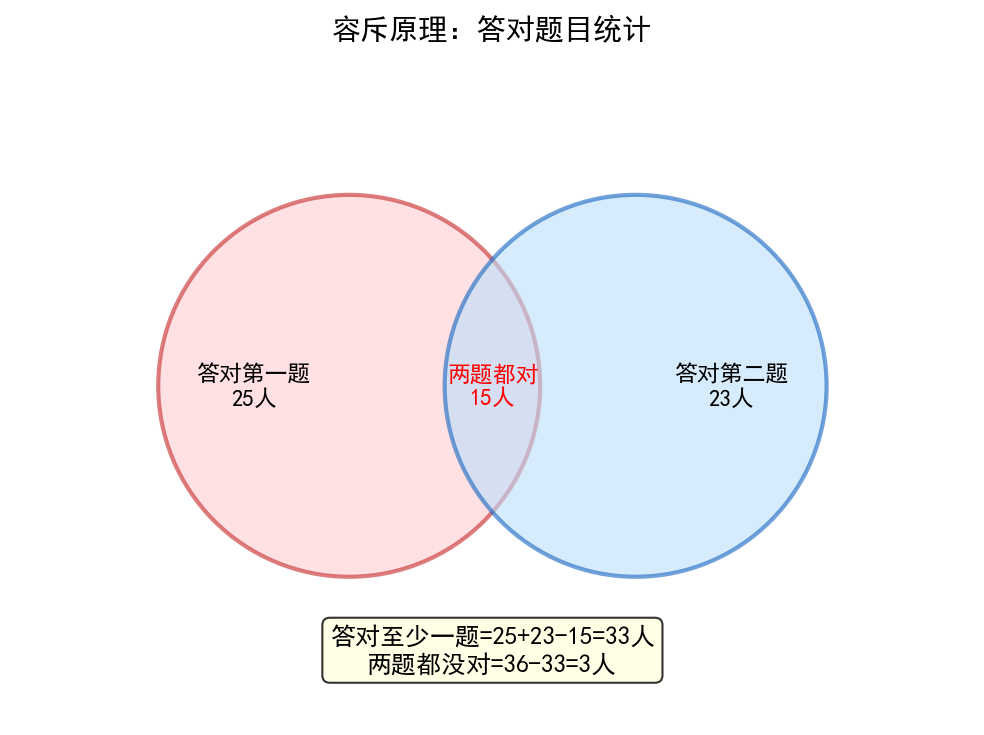 容斥原理：答对题目统计
答对第一题
25人
两题都对
15人
答对第二题
23人
答对至少一题=25+23-15=33人
两题都没对=36-33=3人